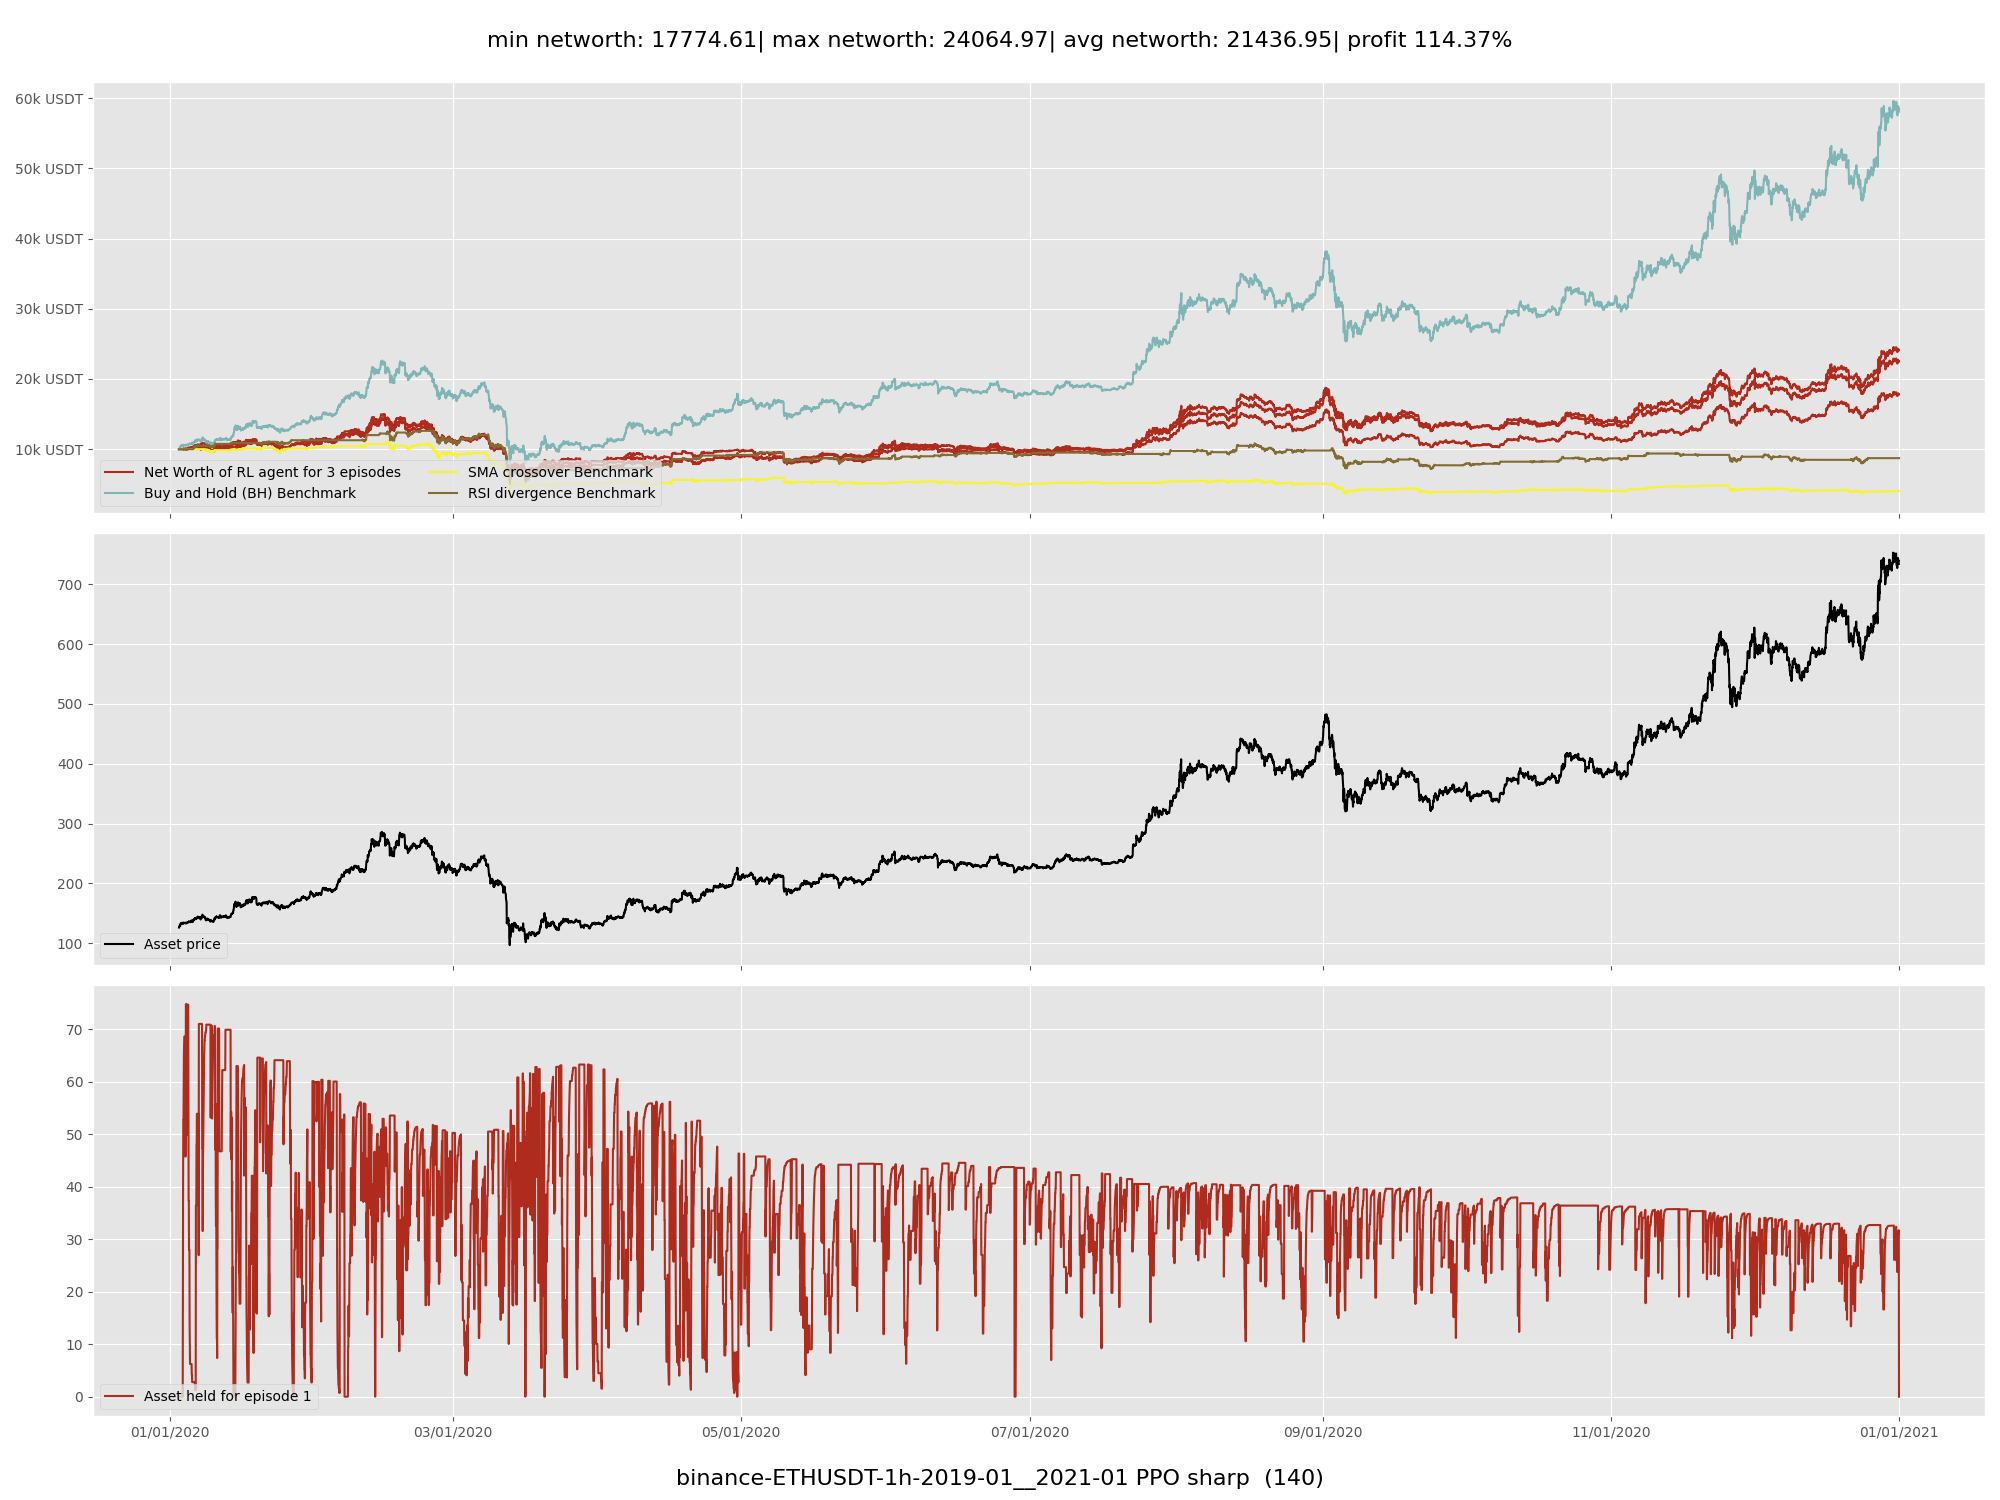 min networth: 17774.61| max networth: 24064.97| avg networth: 21436.95| profit 114.37%
60k USDT
50k USDT
40k USDT
30k USDT
20k USDT
10k USDT
Net Worth of RL agent for 3 episodes
Buy and Hold (BH) Benchmark
SMA crossover Benchmark
RSI divergence Benchmark
700
600
500
400
300
200
100
Asset price
70
60
50
40
30
20
10
0
Asset held for episode 1
01/01/2020 03/01/2020 05/01/2020 07/01/2020 09/01/2020 11/01/2020 01/01/2021
binance-ETHUSDT-1h-2019-01__2021-01 PPO sharp (140)